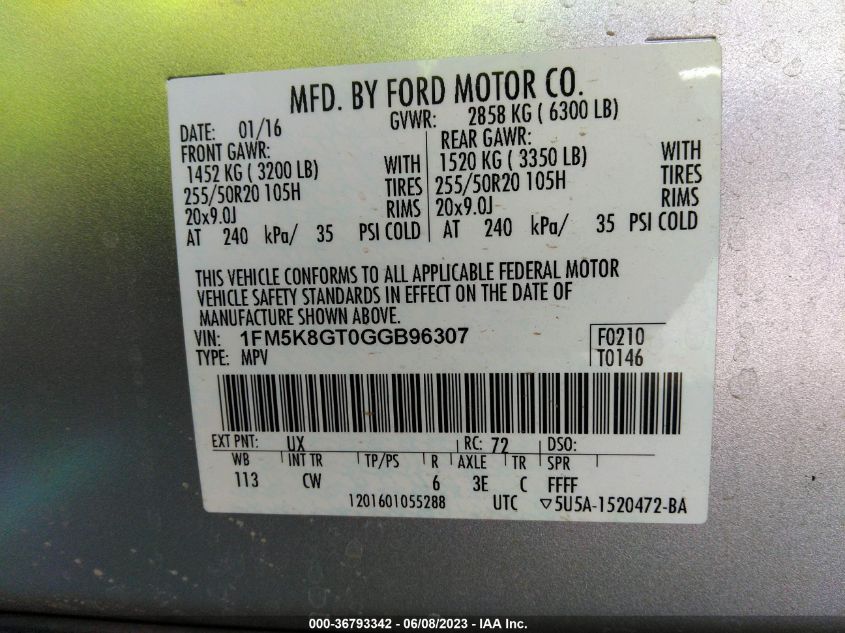 MFD. BY FORD MOTOR CO.
DATE: 01/16 GVWR: 2858 KG ( 6300 LB)
FRONT GAWR: REAR GAWR:
1452 KG ( 3200 LB) WITH 1520 KG ( 3350 LB) WITH
255/50R20 105H TIRES 255/50R20 105H TIRES
20x9.0J RIMS 20x9.0J RIMS
AT 240 kPa/ 35 PSI COLD AT 240 kPa/ 35 PSI COLD
THIS VEHICLE CONFORMS TO ALL APPLICABLE FEDERAL MOTOR
VEHICLE SAFETY STANDARDS IN EFFECT ON THE DATE OF
MANUFACTURE SHOWN ABOVE.
VIN: 1FM5K8GT0GGB96307 F0210
TYPE: MPV T0146
EXT PNT: UX RC: 72 DSO:
WB INT TR TP/PS R AXLE TR SPR
113 CW 6 3E C FFFF
1201601055288 UTC ▽5U5A-1520472-BA
000-36793342 - 06/08/2023 - IAA Inc.